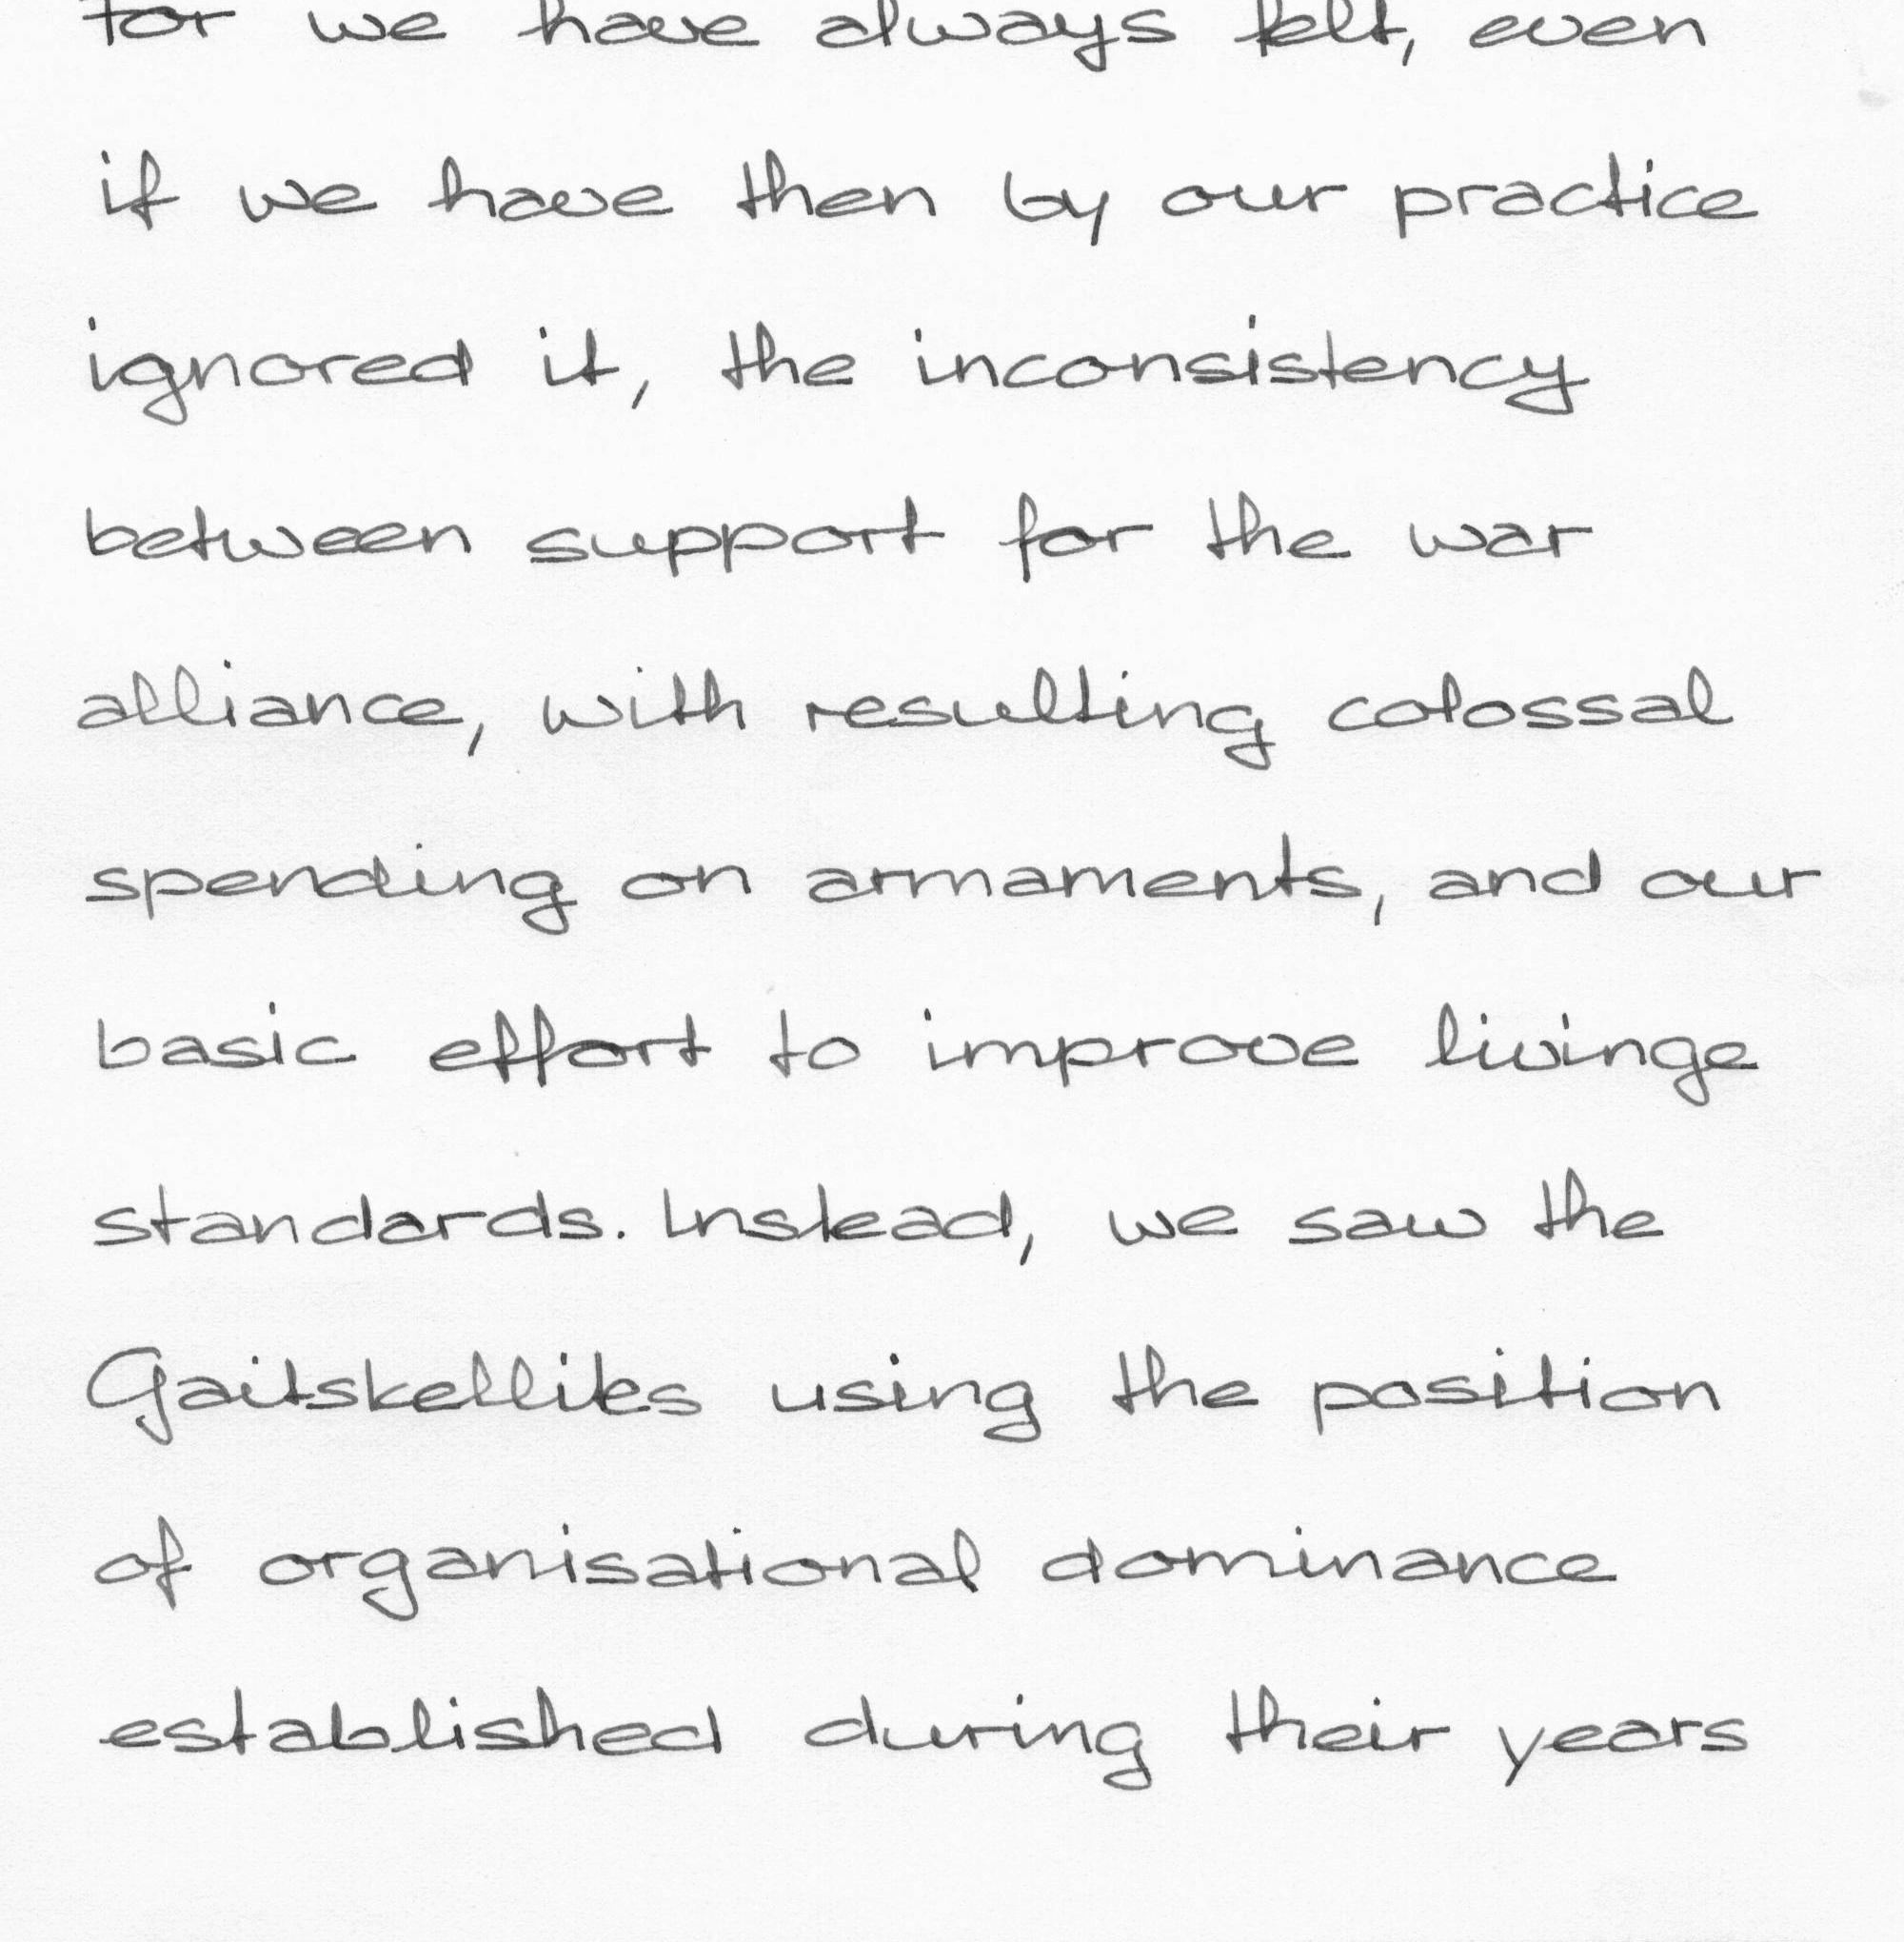 For we have always felt, even
if we have then by our practice
ignored it, the inconsistency
between support for the war
alliance, with resulting colossal
spending on armaments, and our
basic effort to improve livinge
standards. Instead, we saw the
Gaitskellites using the position
of organisational dominance
established during their years